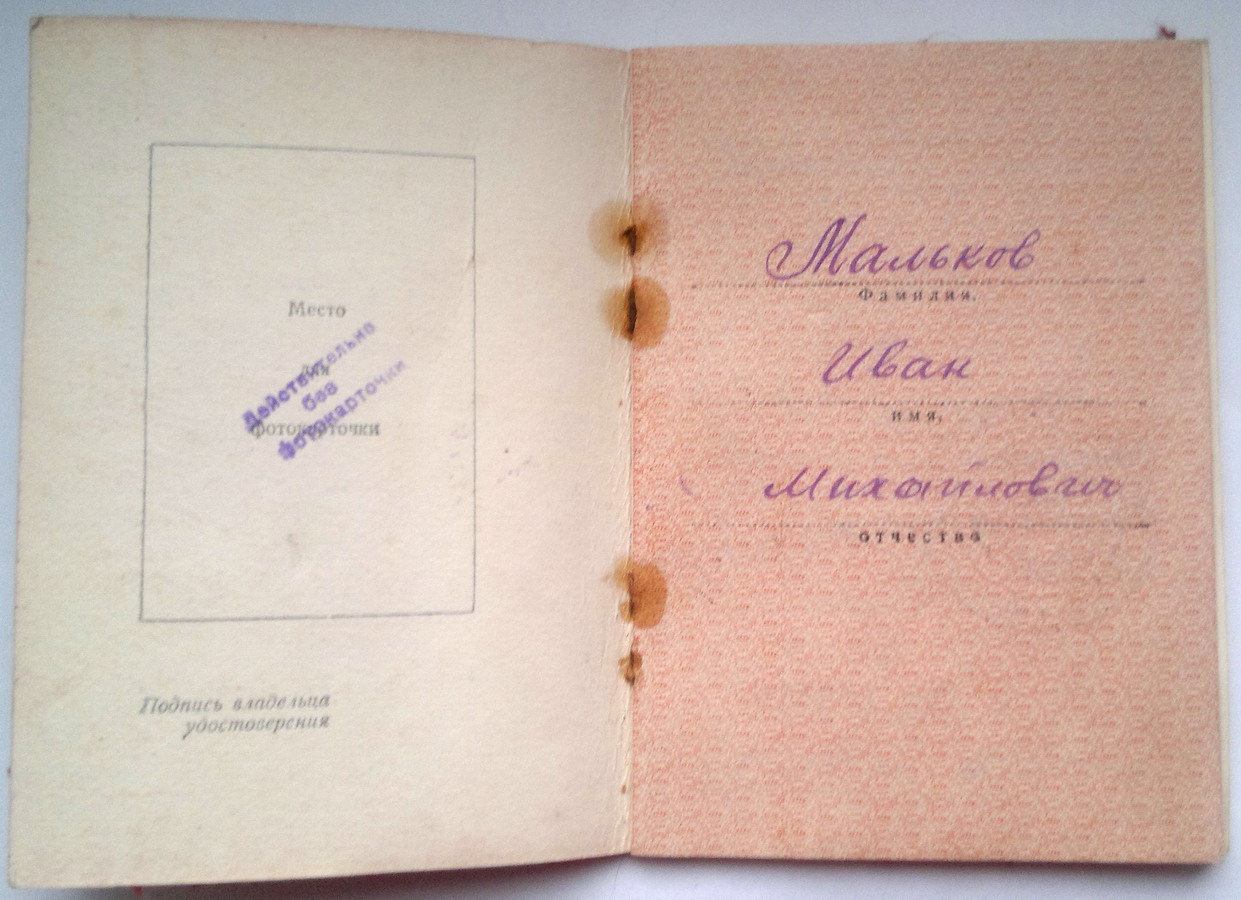 Место
для
фотокарточки
Действительно
без
фотокарточки
Подпись владельца
удостоверения
Мальков
Фамилия,
Иван
имя,
Михайлович
отчество